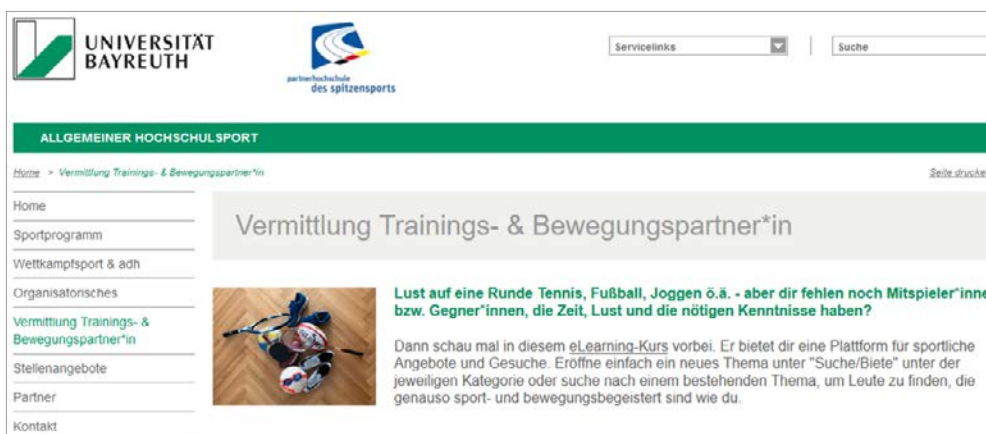 UNIVERSITÄT
BAYREUTH
partnerhochschule
des spitzensports
Servicelinks
Suche
ALLGEMEINER HOCHSCHULSPORT
Home > Vermittlung Trainings- & Bewegungspartner*in
Seite drucke
Home
Sportprogramm
Wettkampfsport & adh
Organisatorisches
Vermittlung Trainings- &
Bewegungspartner*in
Stellenangebote
Partner
Kontakt
Vermittlung Trainings- & Bewegungspartner*in
Lust auf eine Runde Tennis, Fußball, Joggen ö.ä. - aber dir fehlen noch Mitspieler*inne
bzw. Gegner*innen, die Zeit, Lust und die nötigen Kenntnisse haben?
Dann schau mal in diesem eLearning-Kurs vorbei. Er bietet dir eine Plattform für sportliche
Angebote und Gesuche. Eröffne einfach ein neues Thema unter "Suche/Biete" unter der
jeweiligen Kategorie oder suche nach einem bestehenden Thema, um Leute zu finden, die
genauso sport- und bewegungsbegeistert sind wie du.